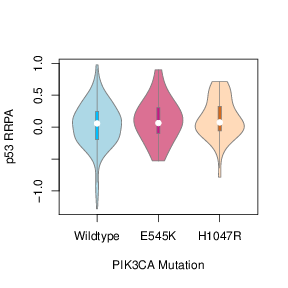 p53 RRPA
1.0
0.5
0.0
−1.0
Wildtype E545K H1047R
PIK3CA Mutation